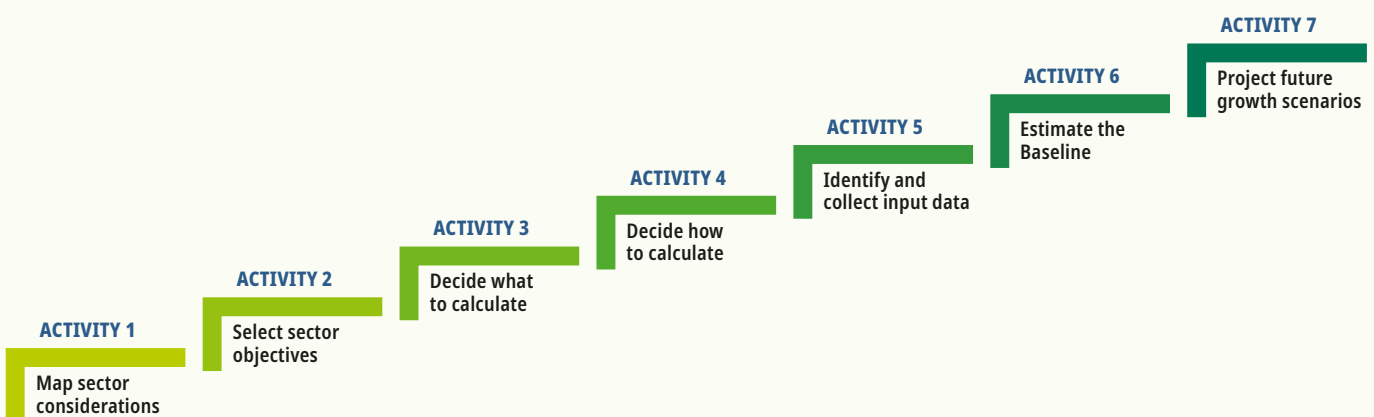 ACTIVITY 1
Map sector
considerations
ACTIVITY 2
Select sector
objectives
ACTIVITY 3
Decide what
to calculate
ACTIVITY 4
Decide how
to calculate
ACTIVITY 5
Identify and
collect input data
ACTIVITY 6
Estimate the
Baseline
ACTIVITY 7
Project future
growth scenarios